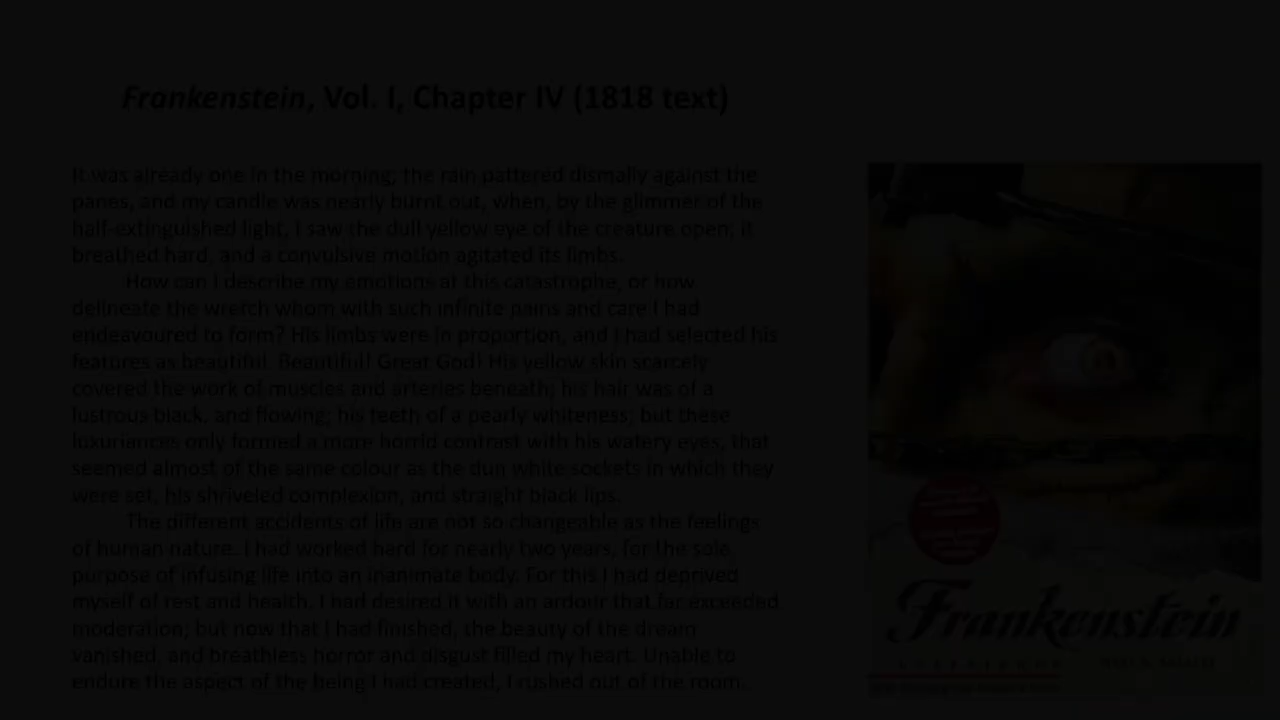 Frankenstein, Vol. I, Chapter IV (1818 text)
It was already one in the morning; the rain pattered dismally against the
panes, and my candle was nearly burnt out, when, by the glimmer of the
half-extinguished light, I saw the dull yellow eye of the creature open; it
breathed hard, and a convulsive motion agitated its limbs.
How can I describe my emotions at this catastrophe, or how
delineate the wretch whom with such infinite pains and care I had
endeavoured to form? His limbs were in proportion, and I had selected his
features as beautiful. Beautiful! Great God! His yellow skin scarcely
covered the work of muscles and arteries beneath; his hair was of a
lustrous black, and flowing; his teeth of a pearly whiteness; but these
luxuriances only formed a more horrid contrast with his watery eyes, that
seemed almost of the same colour as the dun white sockets in which they
were set, his shriveled complexion, and straight black lips.
The different accidents of life are not so changeable as the feelings
of human nature. I had worked hard for nearly two years, for the sole
purpose of infusing life into an inanimate body. For this I had deprived
myself of rest and health. I had desired it with an ardour that far exceeded
moderation; but now that I had finished, the beauty of the dream
vanished, and breathless horror and disgust filled my heart. Unable to
endure the aspect of the being I had created, I rushed out of the room.
Frankenstein